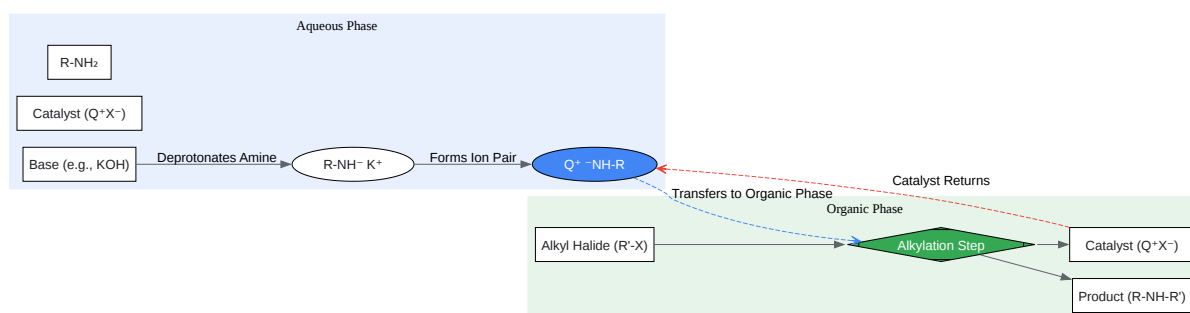 Aqueous Phase
R-NH₂
Catalyst (Q⁺X⁻)
Base (e.g., KOH)
Deprotonates Amine
R-NH⁻ K⁺
Forms Ion Pair
Q⁺ ⁻NH-R
Catalyst Returns
Transfers to Organic Phase
Organic Phase
Alkyl Halide (R'-X)
Alkylation Step
Catalyst (Q⁺X⁻)
Product (R-NH-R')